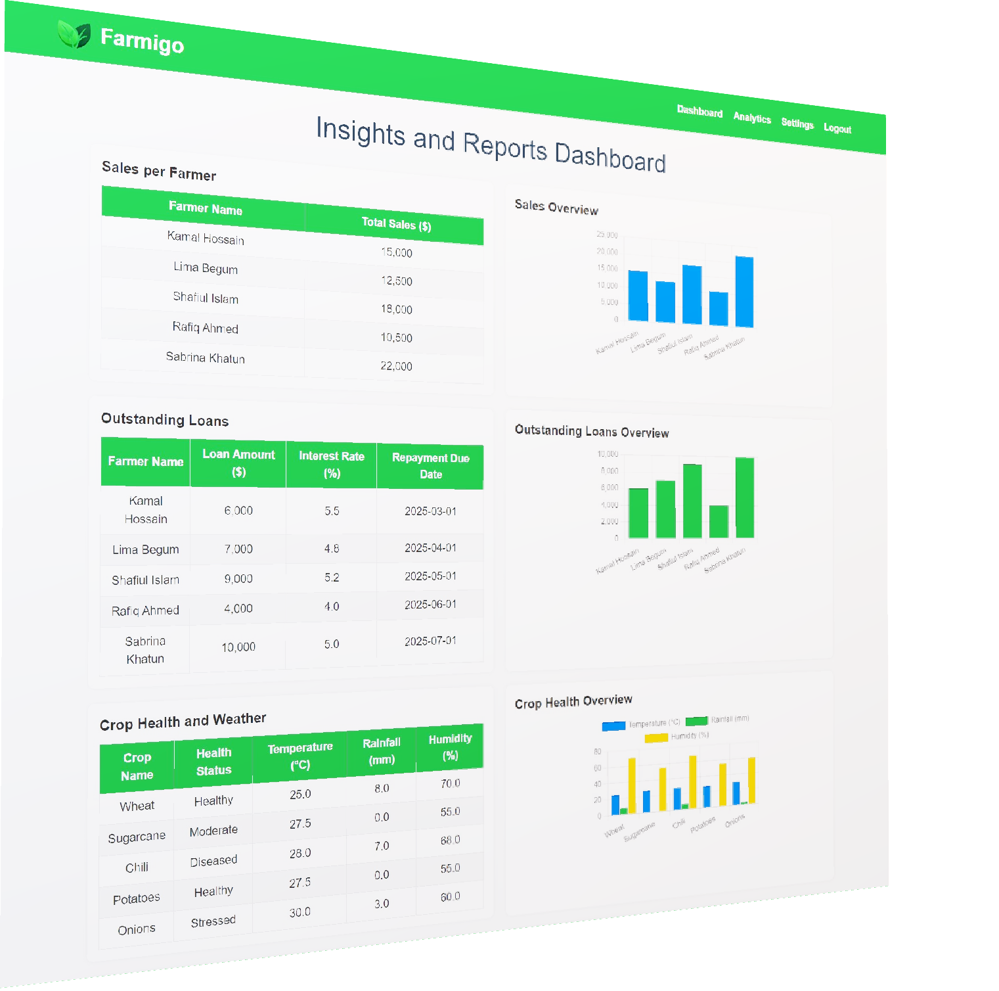 Farmigo
Dashboard Analytics Settings Logout
Insights and Reports Dashboard
Sales per Farmer
Farmer Name Total Sales ($)
Kamal Hossain 15,000
Lima Begum 12,500
Shafiul Islam 18,000
Rafiq Ahmed 10,500
Sabrina Khatun 22,000
Sales Overview
25,000
20,000
15,000
10,000
5,000
0
Kamal Hossain Lima Begum Shafiul Islam Rafiq Ahmed Sabrina Khatun
Outstanding Loans
Farmer Name Loan Amount ($) Interest Rate (%) Repayment Due Date
Kamal Hossain 6,000 5.5 2025-03-01
Lima Begum 7,000 4.8 2025-04-01
Shafiul Islam 9,000 5.2 2025-05-01
Rafiq Ahmed 4,000 4.0 2025-06-01
Sabrina Khatun 10,000 5.0 2025-07-01
Outstanding Loans Overview
10,000
8,000
6,000
4,000
2,000
0
Kamal Hossain Lima Begum Shafiul Islam Rafiq Ahmed Sabrina Khatun
Crop Health and Weather
Crop Name Health Status Temperature (°C) Rainfall (mm) Humidity (%)
Wheat Healthy 25.0 8.0 70.0
Sugarcane Moderate 27.5 0.0 55.0
Chili Diseased 28.0 7.0 68.0
Potatoes Healthy 27.5 0.0 55.0
Onions Stressed 30.0 3.0 60.0
Crop Health Overview
Temperature (°C) Rainfall (mm)
Humidity (%)
80
60
40
20
0
Wheat Sugarcane Chili Potatoes Onions